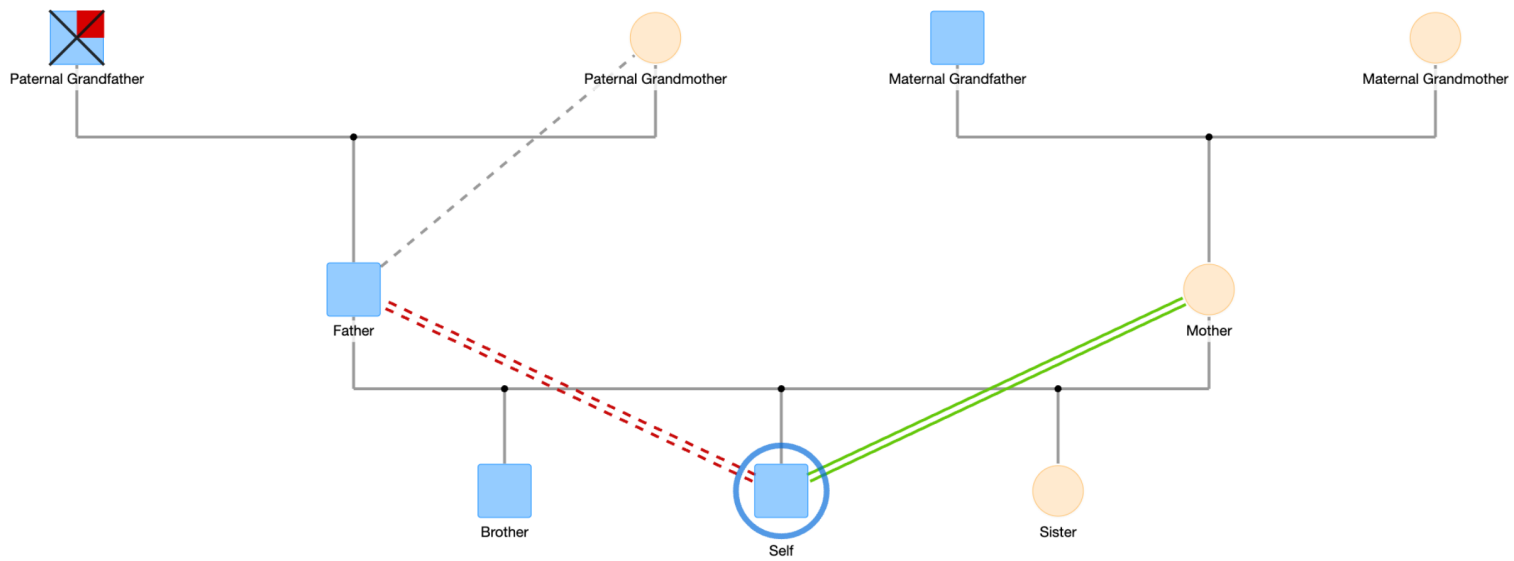 Paternal Grandfather
Paternal Grandmother
Maternal Grandfather
Maternal Grandmother
Father
Mother
Brother
Self
Sister